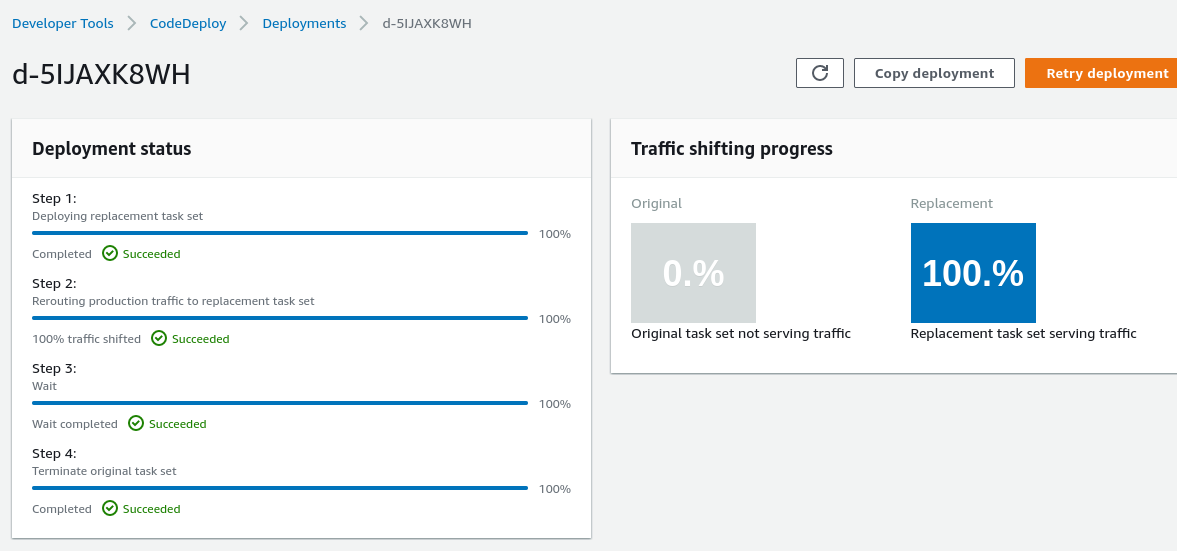 Developer Tools > CodeDeploy > Deployments > d-5IJAXK8WH
d-5IJAXK8WH
Copy deployment
Retry deployment
Deployment status
Step 1:
Deploying replacement task set
100%
Completed Succeeded
Step 2:
Rerouting production traffic to replacement task set
100%
100% traffic shifted Succeeded
Step 3:
Wait
100%
Wait completed Succeeded
Step 4:
Terminate original task set
100%
Completed Succeeded
Traffic shifting progress
Original
0.%
Original task set not serving traffic
Replacement
100.%
Replacement task set serving traffic